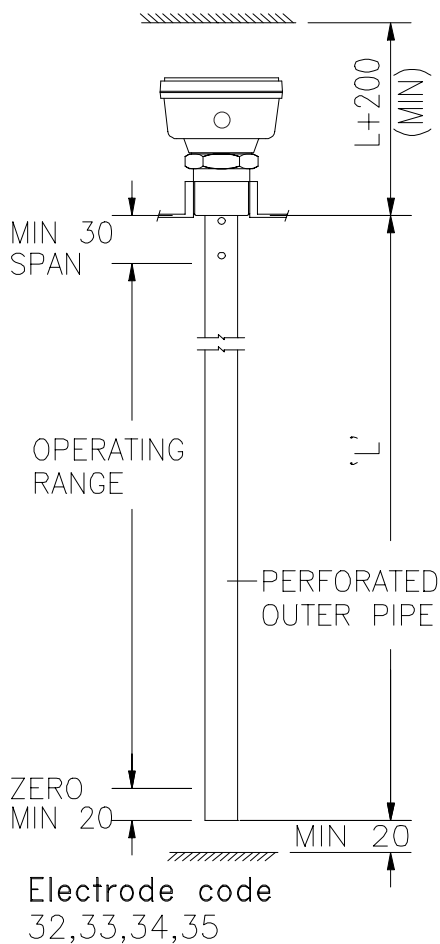 L+200
(MIN)
MIN 30
SPAN
OPERATING
RANGE
'L'
PERFORATED
OUTER PIPE
ZERO
MIN 20
MIN 20
Electrode code
32,33,34,35